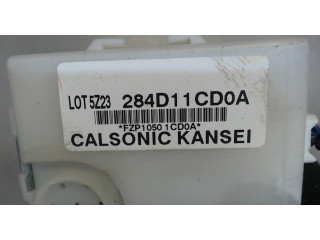 LOT 5Z23 284D11CD0A
*FZP1050 1CD0A*
CALSONIC KANSEI